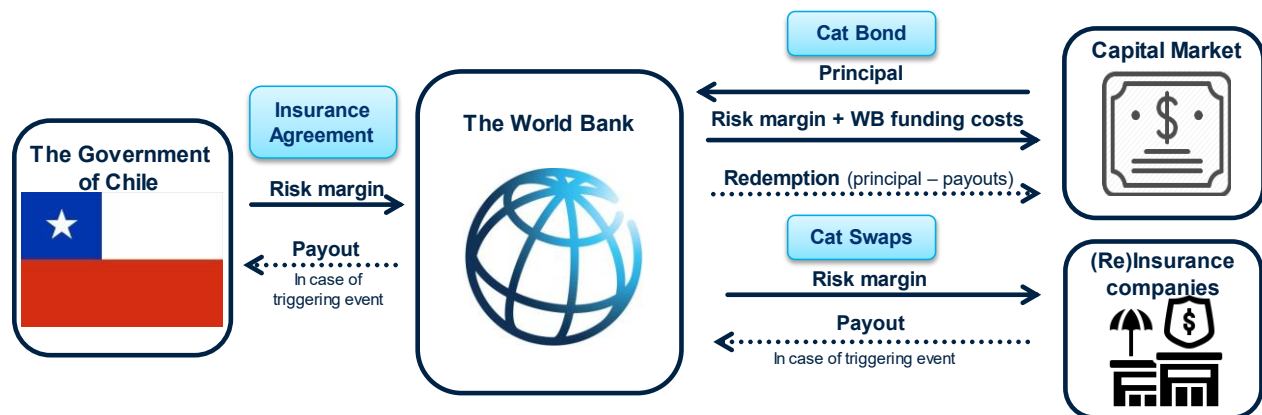 The Government
of Chile
Insurance
Agreement
Risk margin
Payout
In case of
triggering event
The World Bank
Cat Bond
Principal
Risk margin + WB funding costs
Redemption (principal – payouts)
Cat Swaps
Risk margin
Payout
In case of triggering event
Capital Market
$
(Re)Insurance
companies
$